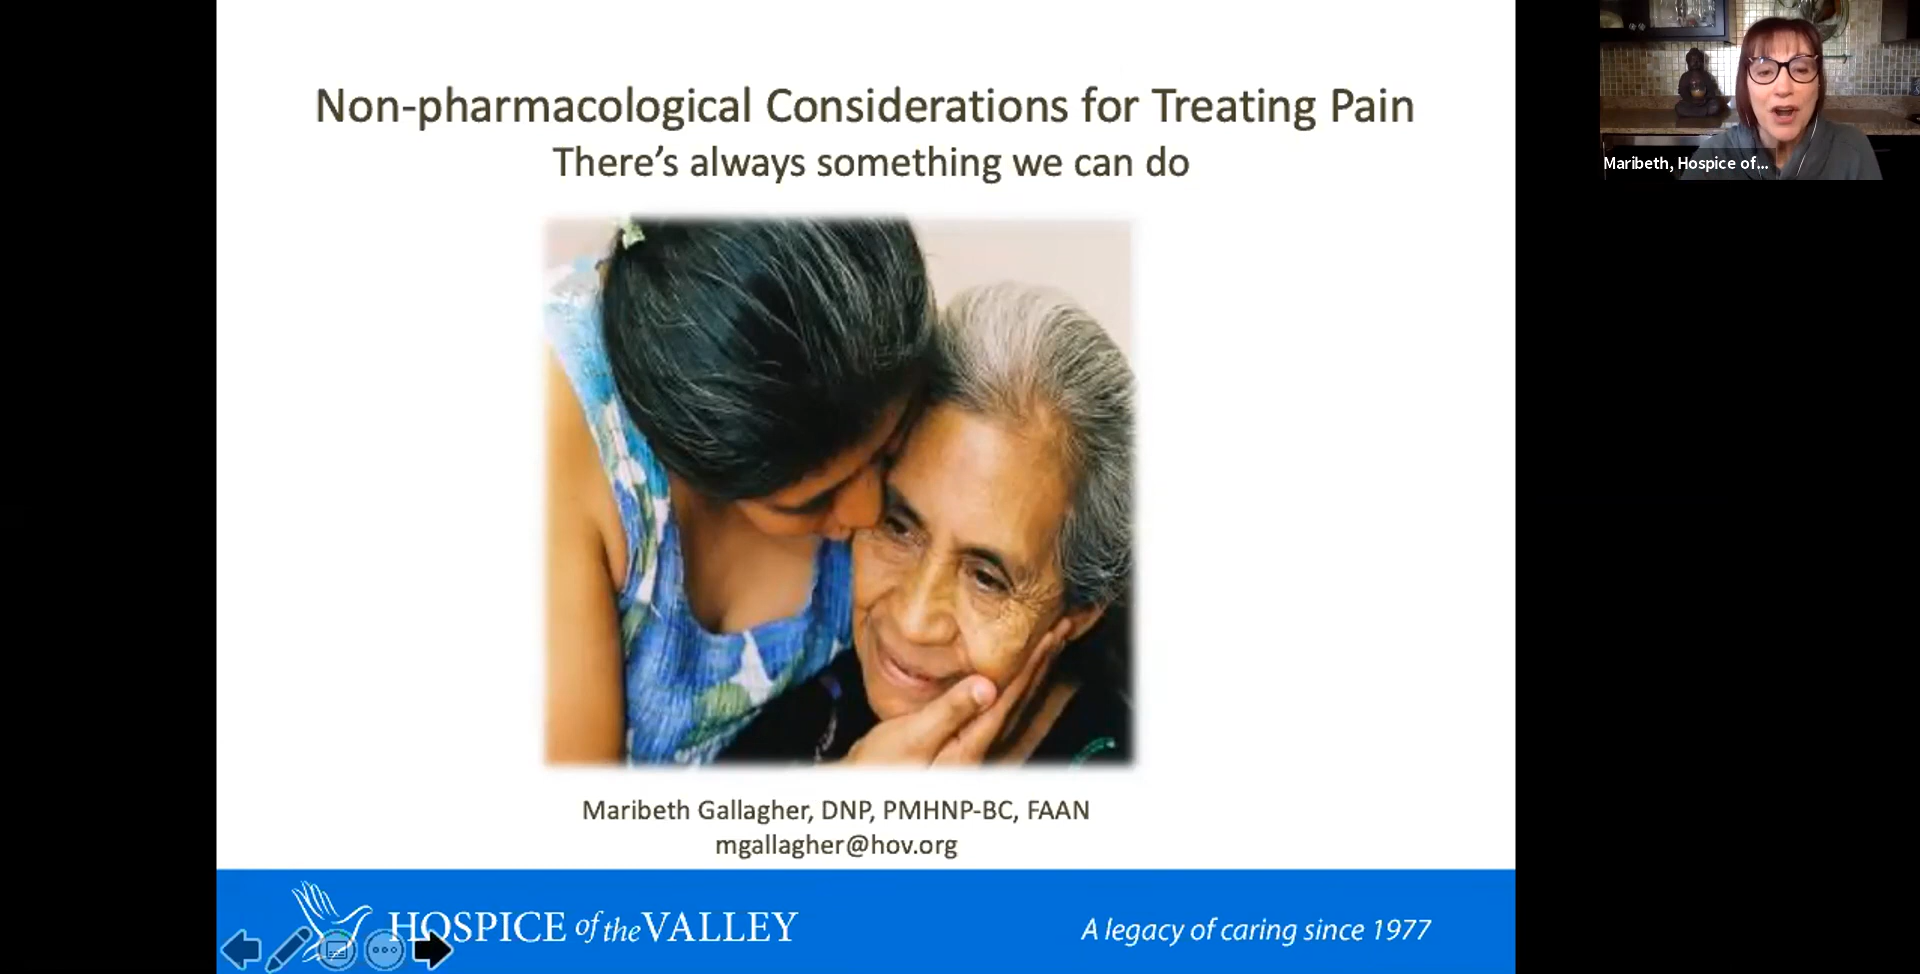 Non-pharmacological Considerations for Treating Pain
There's always something we can do
Maribeth, Hospice of...
Maribeth Gallagher, DNP, PMHNP-BC, FAAN
mgallagher@hov.org
HOSPICE of the VALLEY
A legacy of caring since 1977